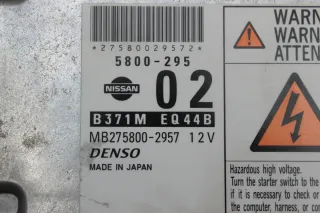 *27580029572*
5800-295
NISSAN
02
B371M EQ44B
MB275800-2957 12V
DENSO
MADE IN JAPAN
WARN
WARN
ATTEN
Hazardous high voltage.
Turn the starter switch to the
if it is necessary to check or
the computer, harness, or con